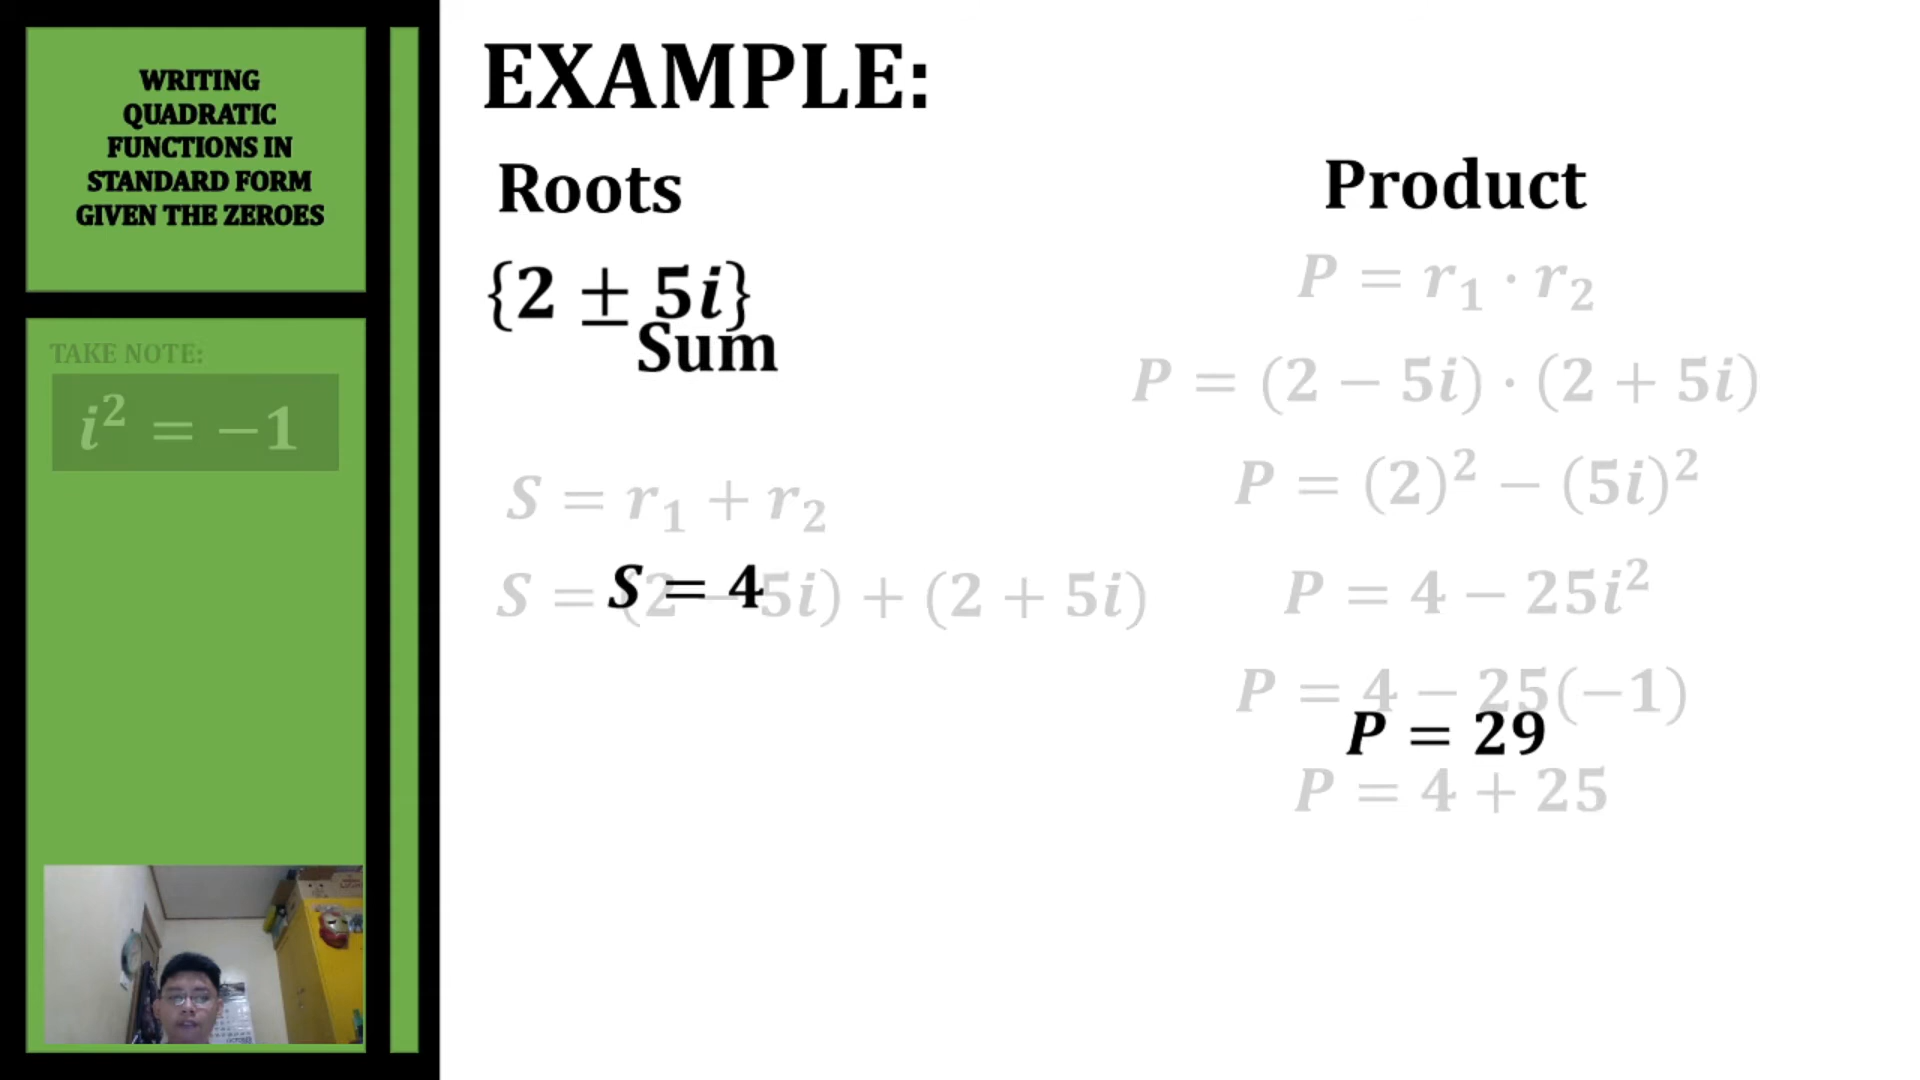 WRITING
QUADRATIC
FUNCTIONS IN
STANDARD FORM
GIVEN THE ZEROES
TAKE NOTE:
i² = −1
EXAMPLE:
Roots
{2 ± 5i}
Sum
S = r₁ + r₂
S = (2 − 5i) + (2 + 5i)
S = 4
Product
P = r₁ · r₂
P = (2 − 5i) · (2 + 5i)
P = (2)² − (5i)²
P = 4 − 25i²
P = 4 − 25(−1)
P = 29
P = 4 + 25